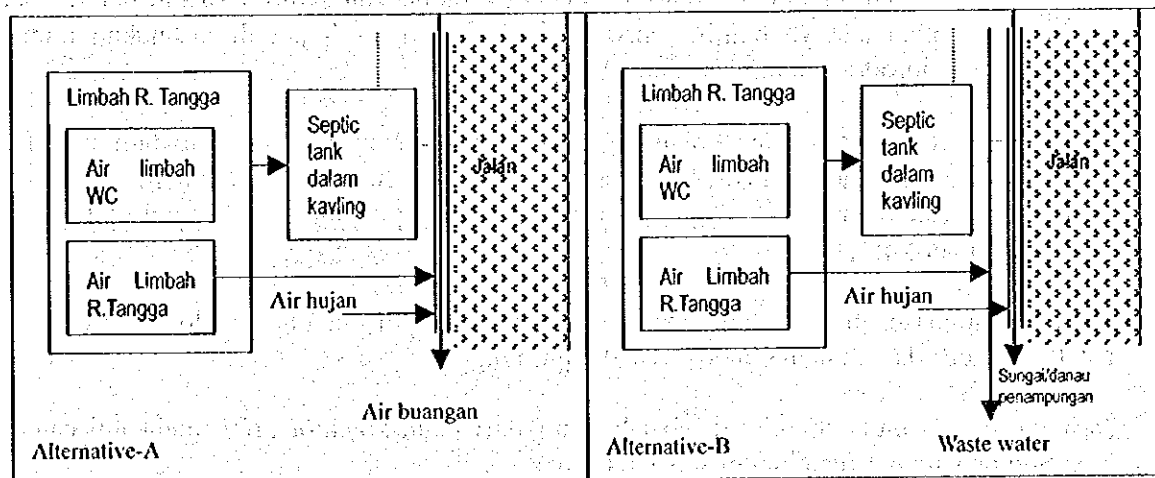 Limbah R. Tangga
Air limbah
WC
Air Limbah
R.Tangga
Septic
tank
dalam
kavling
Jalan
Air hujan
Air buangan
Alternative-A
Limbah R. Tangga
Air limbah
WC
Air Limbah
R.Tangga
Septic
tank
dalam
kavling
Jalan
Air hujan
Sungai/danau
penampungan
Waste water
Alternative-B